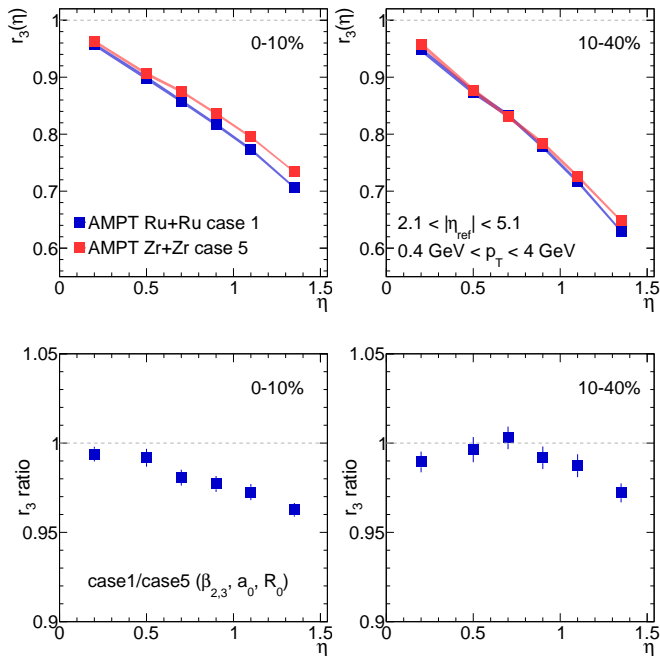 r₃(η)
1
0.9
0.8
0.7
0.6
0-10%
AMPT Ru+Ru case 1
AMPT Zr+Zr case 5
0 0.5 1 1.5
η
r₃(η)
1
0.9
0.8
0.7
0.6
10-40%
2.1 < |η_ref| < 5.1
0.4 GeV < p_T < 4 GeV
0 0.5 1 1.5
η
r₃ ratio
1.05
1
0.95
0.9
0-10%
case1/case5 (β_2,3, a₀, R₀)
0 0.5 1 1.5
η
r₃ ratio
1.05
1
0.95
0.9
10-40%
0 0.5 1 1.5
η